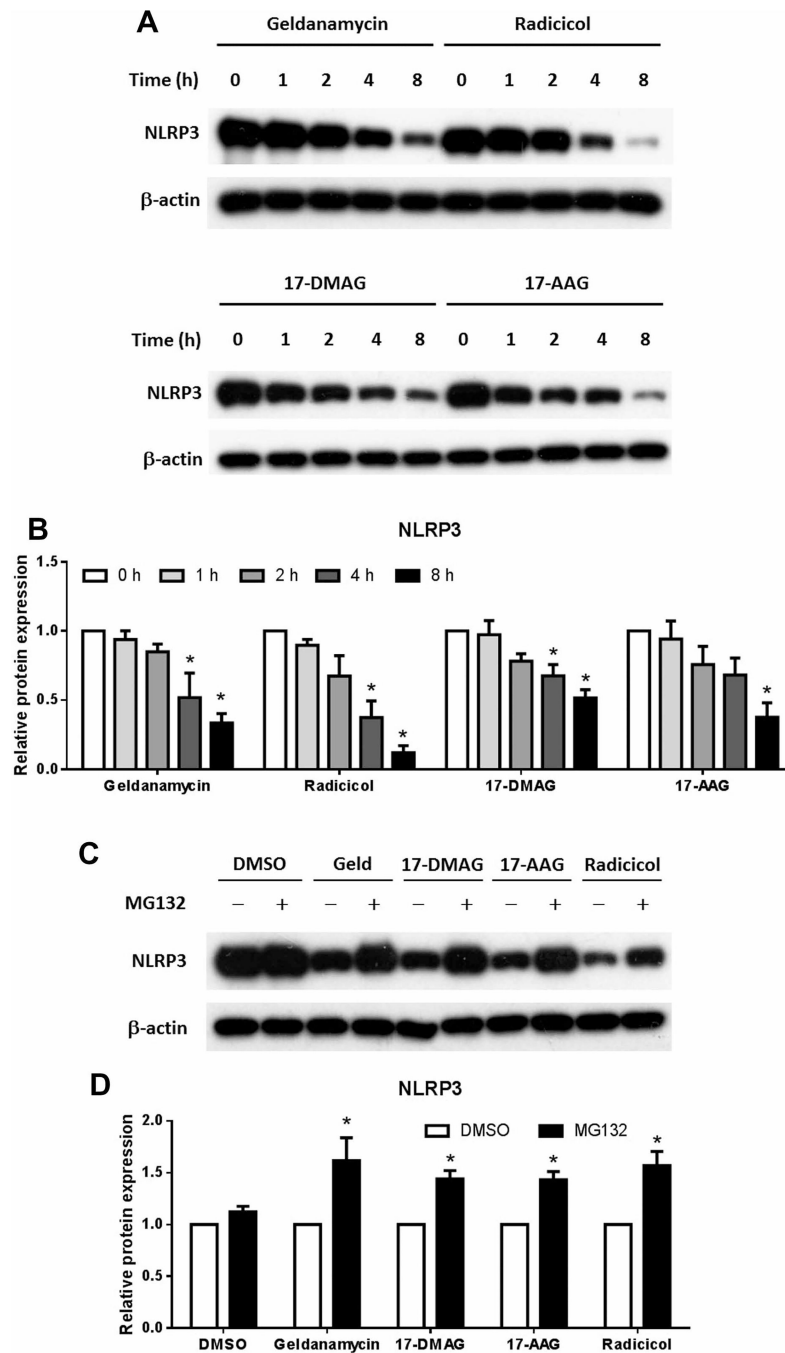 A
Geldanamycin Radicicol
Time (h) 0 1 2 4 8 0 1 2 4 8
NLRP3
β-actin
17-DMAG 17-AAG
Time (h) 0 1 2 4 8 0 1 2 4 8
NLRP3
β-actin
B
NLRP3
Relative protein expression
1.5
1.0
0.5
0.0
0 h 1 h 2 h 4 h 8 h
* * * * * * *
Geldanamycin Radicicol 17-DMAG 17-AAG
C
DMSO Geld 17-DMAG 17-AAG Radicicol
MG132 − + − + − + − + − +
NLRP3
β-actin
D
NLRP3
Relative protein expression
2.0
1.5
1.0
0.5
0.0
DMSO MG132
* * * *
DMSO Geldanamycin 17-DMAG 17-AAG Radicicol